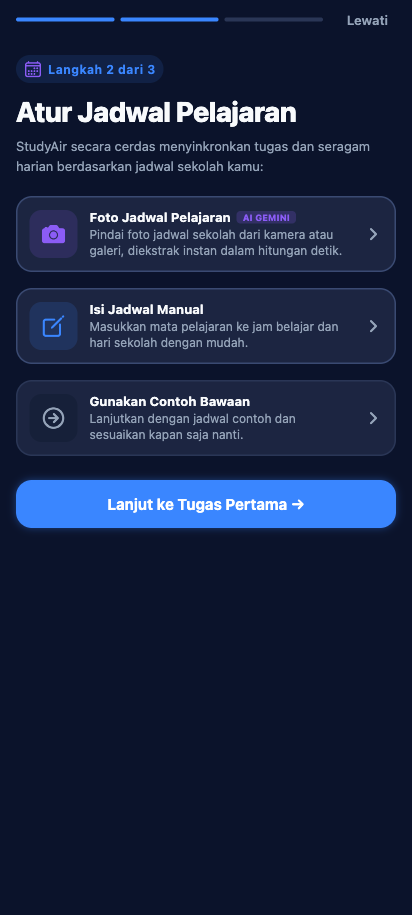 Lewati
Langkah 2 dari 3
Atur Jadwal Pelajaran
StudyAir secara cerdas menyinkronkan tugas dan seragam
harian berdasarkan jadwal sekolah kamu:
Foto Jadwal Pelajaran AI GEMINI
Pindai foto jadwal sekolah dari kamera atau
galeri, diekstrak instan dalam hitungan detik.
Isi Jadwal Manual
Masukkan mata pelajaran ke jam belajar dan
hari sekolah dengan mudah.
Gunakan Contoh Bawaan
Lanjutkan dengan jadwal contoh dan
sesuaikan kapan saja nanti.
Lanjut ke Tugas Pertama →